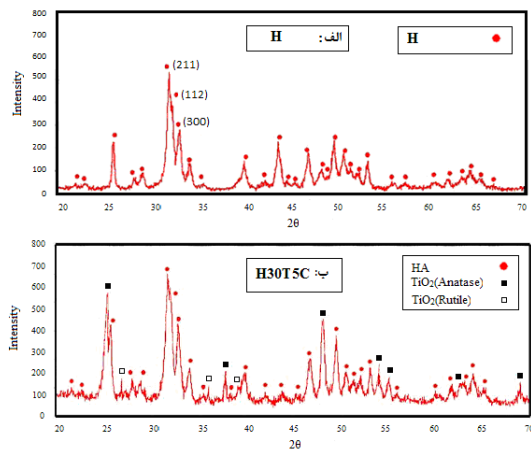 الف: H
H
Intensity
800
700
500
400
300
200
100
0
(211)
(112)
(300)
20 25 30 35 40 45 50 55 60 65 70
2θ
ب: H30T5C
HA
TiO2(Anatase)
TiO2(Rutile)
Intensity
800
700
600
500
400
300
200
100
0
20 25 30 35 40 45 50 55 60 65 70
2θ